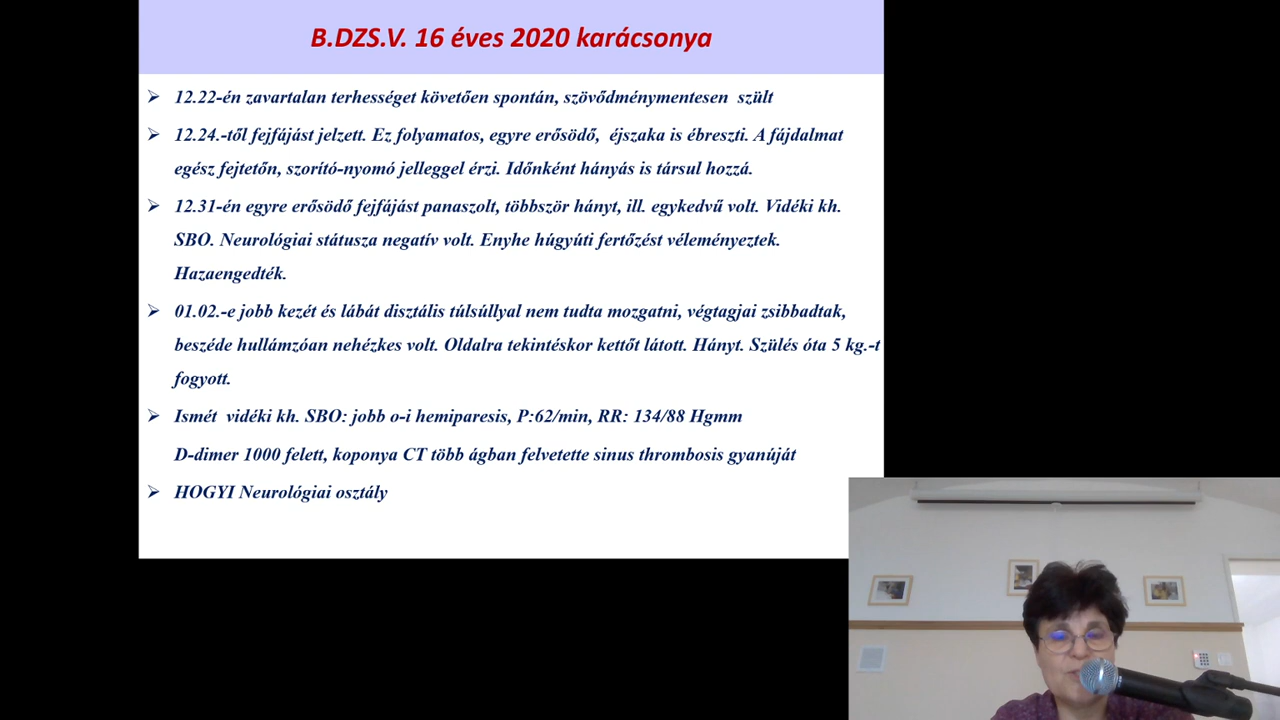 B.DZS.V. 16 éves 2020 karácsonya
12.22-én zavartalan terhességet követően spontán, szövődménymentesen szült
12.24.-től fejfájást jelzett. Ez folyamatos, egyre erősödő, éjszaka is ébreszti. A fájdalmat
egész fejtetőn, szorító-nyomó jelleggel érzi. Időnként hányás is társul hozzá.
12.31-én egyre erősödő fejfájást panaszolt, többször hányt, ill. egykedvű volt. Vidéki kh.
SBO. Neurológiai státusza negatív volt. Enyhe húgyúti fertőzést véleményeztek.
Hazaengedték.
01.02.-e jobb kezét és lábát disztális túlsúllyal nem tudta mozgatni, végtagjai zsibbadtak,
beszéde hullámzóan nehézkes volt. Oldalra tekintéskor kettőt látott. Hányt. Szülés óta 5 kg.-t
fogyott.
Ismét vidéki kh. SBO: jobb o-i hemiparesis, P:62/min, RR: 134/88 Hgmm
D-dimer 1000 felett, koponya CT több ágban felvetette sinus thrombosis gyanúját
HOGYI Neurológiai osztály